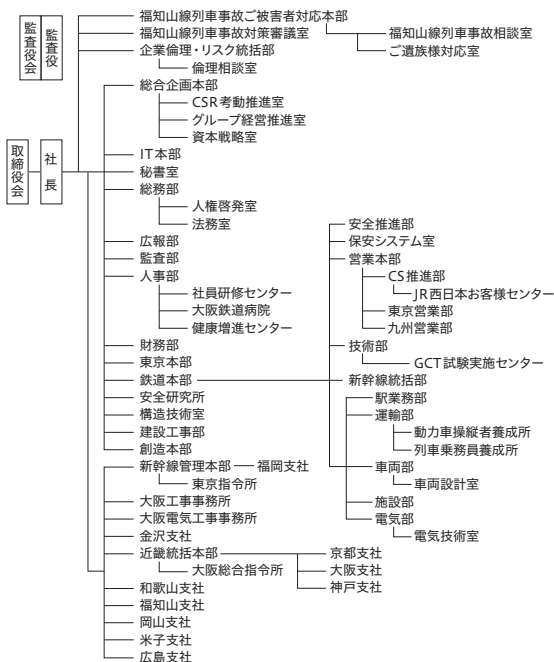 監査役会
監査役
取締役会
社長
福知山線列車事故ご被害者対応本部
福知山線列車事故対策審議室
福知山線列車事故相談室
ご遺族様対応室
企業倫理・リスク統括部
倫理相談室
総合企画本部
CSR考動推進室
グループ経営推進室
資本戦略室
IT本部
秘書室
総務部
人権啓発室
法務室
広報部
監査部
人事部
社員研修センター
大阪鉄道病院
健康増進センター
財務部
東京本部
鉄道本部
安全研究所
構造技術室
建設工事部
創造本部
安全推進部
保安システム室
営業本部
CS推進部
JR西日本お客様センター
東京営業部
九州営業部
技術部
GCT試験実施センター
新幹線統括部
駅業務部
運輸部
動力車操縦者養成所
列車乗務員養成所
車両部
車両設計室
施設部
電気部
電気技術室
新幹線管理本部
福岡支社
東京指令所
大阪工事事務所
大阪電気工事事務所
金沢支社
近畿統括本部
京都支社
大阪支社
神戸支社
大阪総合指令所
和歌山支社
福知山支社
岡山支社
米子支社
広島支社